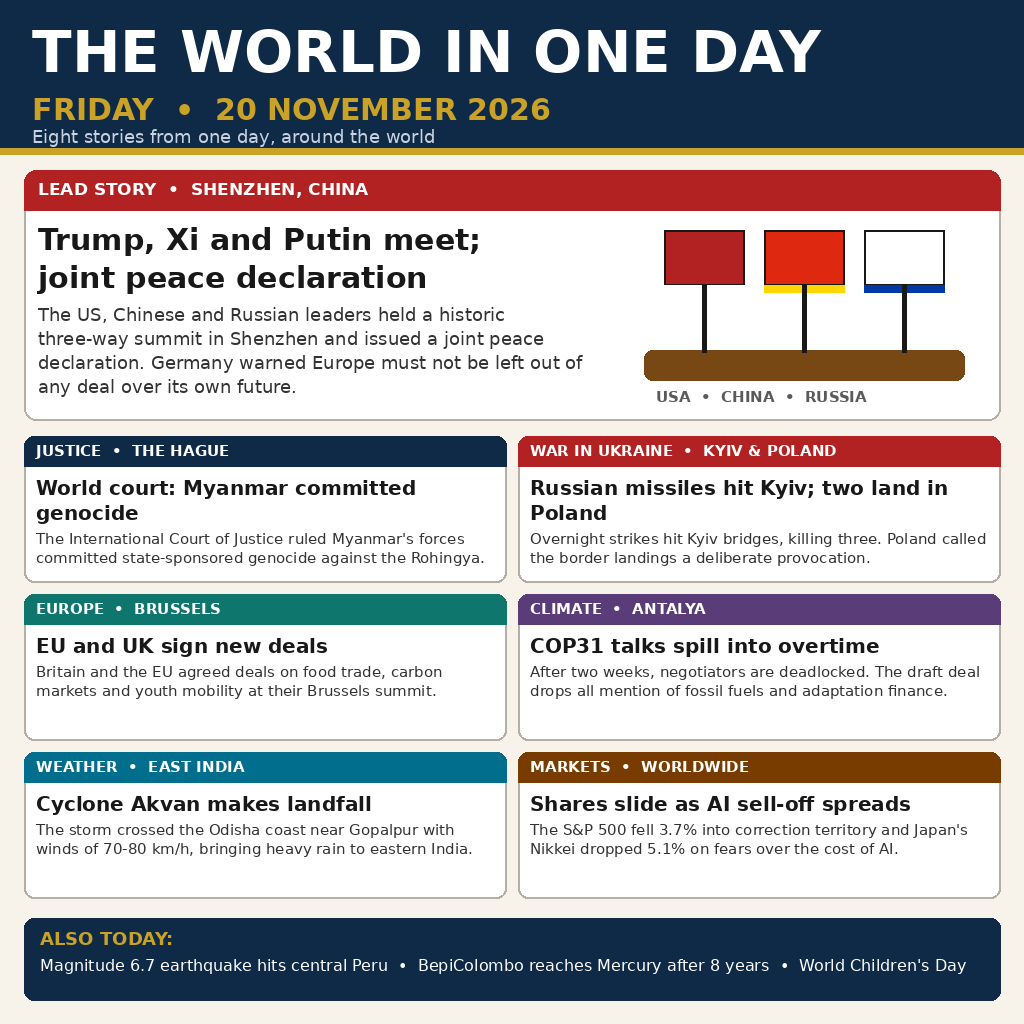 THE WORLD IN ONE DAY
FRIDAY • 20 NOVEMBER 2026
Eight stories from one day, around the world
LEAD STORY • SHENZHEN, CHINA
Trump, Xi and Putin meet;
joint peace declaration
The US, Chinese and Russian leaders held a historic
three-way summit in Shenzhen and issued a joint peace
declaration. Germany warned Europe must not be left out of
any deal over its own future.
USA • CHINA • RUSSIA
JUSTICE • THE HAGUE
World court: Myanmar committed
genocide
The International Court of Justice ruled Myanmar's forces
committed state-sponsored genocide against the Rohingya.
WAR IN UKRAINE • KYIV & POLAND
Russian missiles hit Kyiv; two land in
Poland
Overnight strikes hit Kyiv bridges, killing three. Poland called
the border landings a deliberate provocation.
EUROPE • BRUSSELS
EU and UK sign new deals
Britain and the EU agreed deals on food trade, carbon
markets and youth mobility at their Brussels summit.
CLIMATE • ANTALYA
COP31 talks spill into overtime
After two weeks, negotiators are deadlocked. The draft deal
drops all mention of fossil fuels and adaptation finance.
WEATHER • EAST INDIA
Cyclone Akvan makes landfall
The storm crossed the Odisha coast near Gopalpur with
winds of 70-80 km/h, bringing heavy rain to eastern India.
MARKETS • WORLDWIDE
Shares slide as AI sell-off spreads
The S&P 500 fell 3.7% into correction territory and Japan's
Nikkei dropped 5.1% on fears over the cost of AI.
ALSO TODAY:
Magnitude 6.7 earthquake hits central Peru • BepiColombo reaches Mercury after 8 years • World Children's Day